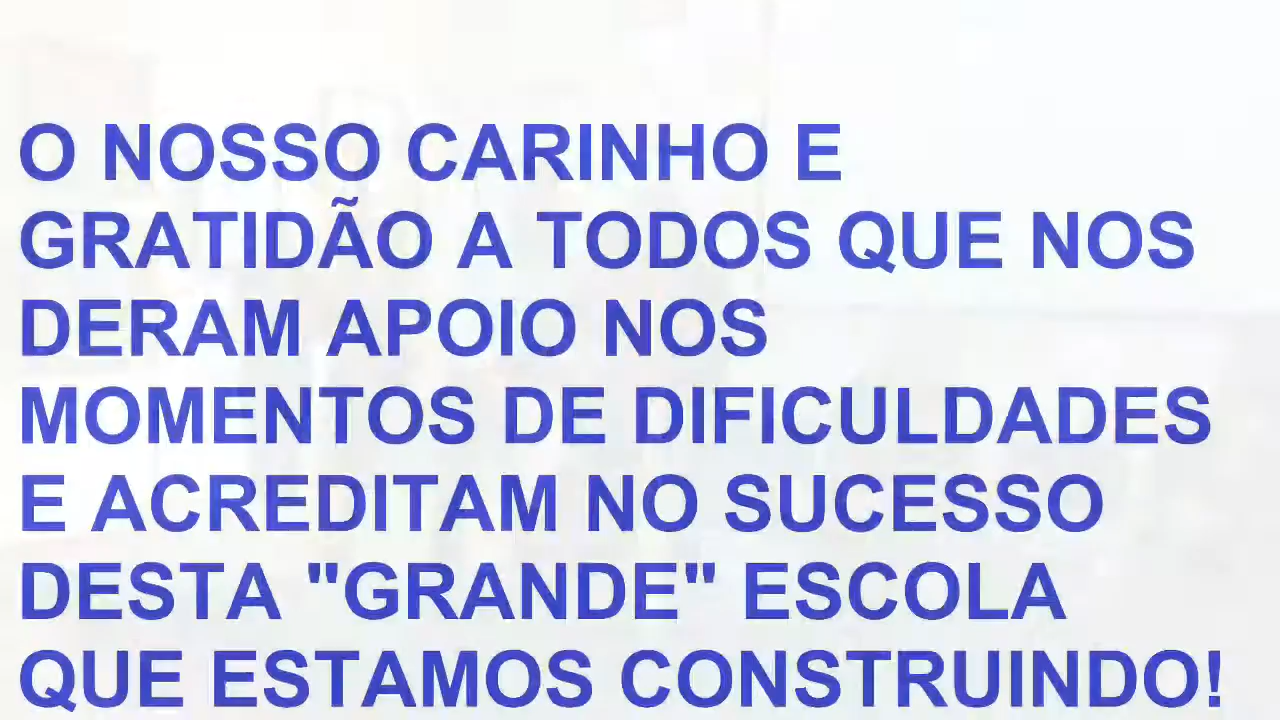 O NOSSO CARINHO E
GRATIDÃO A TODOS QUE NOS
DERAM APOIO NOS
MOMENTOS DE DIFICULDADES
E ACREDITAM NO SUCESSO
DESTA "GRANDE" ESCOLA
QUE ESTAMOS CONSTRUINDO!